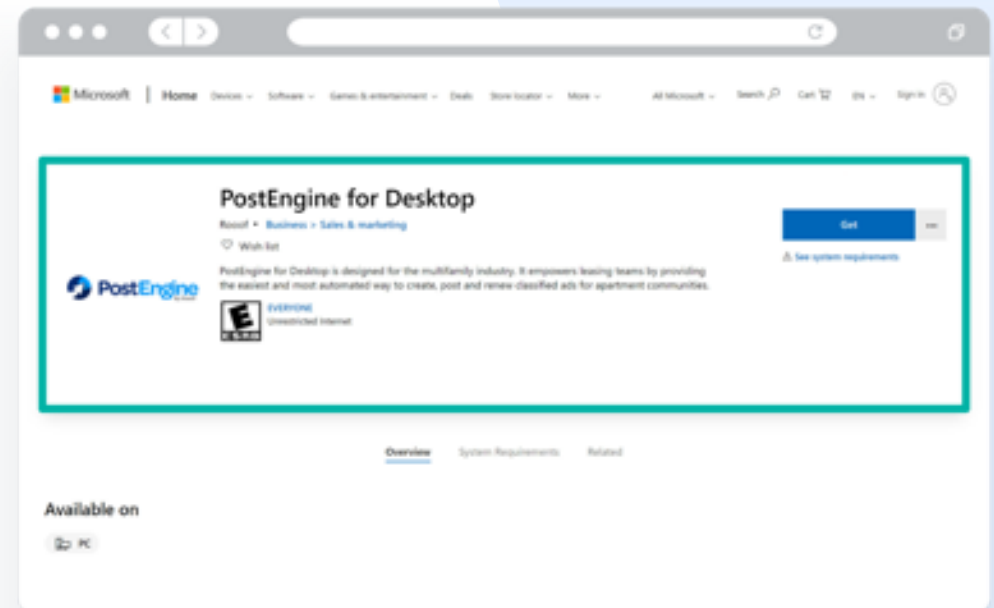 Microsoft | Home Devices Software Games & entertainment Deals Store locator More All Microsoft Search Cart EN Sign in
PostEngine for Desktop
Rooof • Business > Sales & marketing
Wish list
PostEngine for Desktop is designed for the multifamily industry. It empowers leasing teams by providing
the easiest and most automated way to create, post and renew classified ads for apartment communities.
PostEngine
E
EVERYONE
Unrestricted Internet
ESRB
Get
...
See system requirements
Overview System Requirements Related
Available on
PC